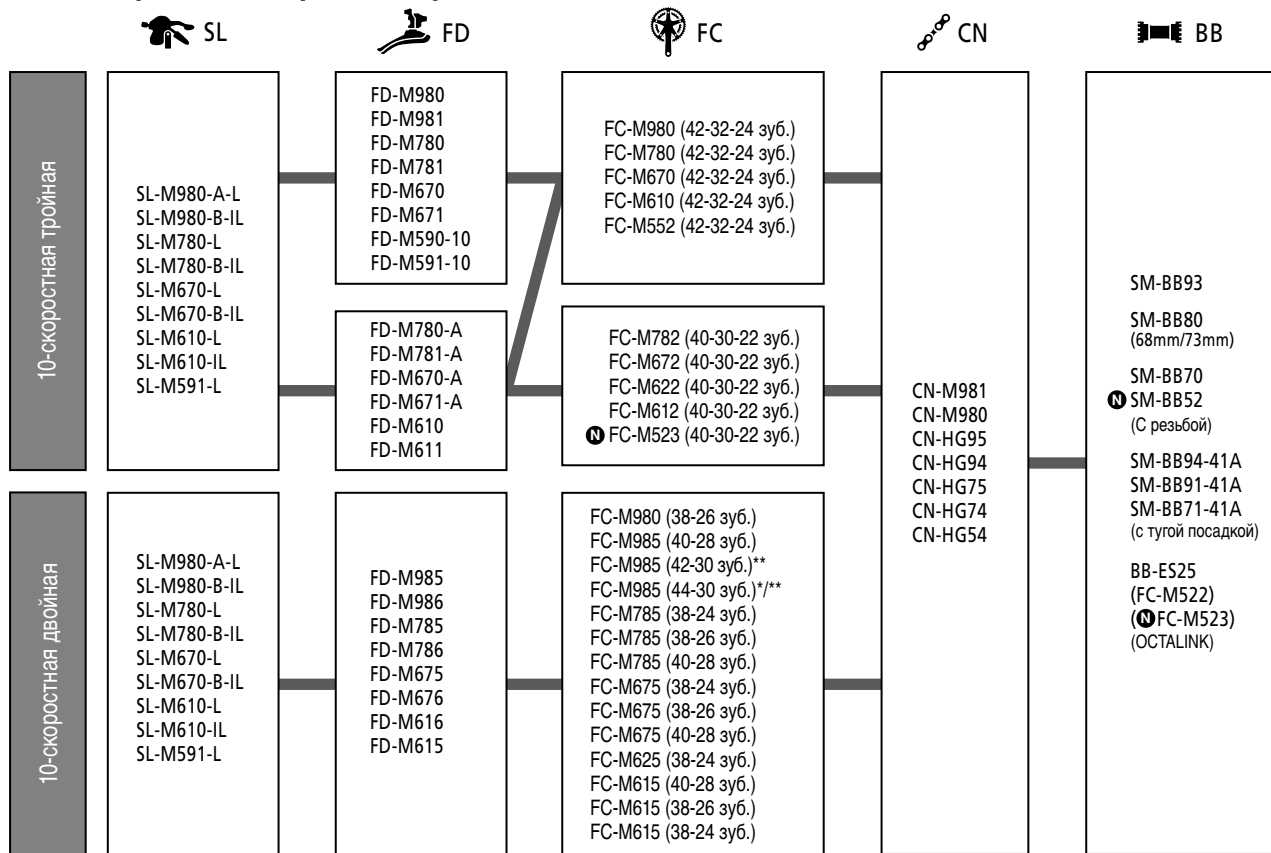 SL
FD
FC
CN
BB
10-скоростная тройная
SL-M980-A-L
SL-M980-B-IL
SL-M780-L
SL-M780-B-IL
SL-M670-L
SL-M670-B-IL
SL-M610-L
SL-M610-IL
SL-M591-L
FD-M980
FD-M981
FD-M780
FD-M781
FD-M670
FD-M671
FD-M590-10
FD-M591-10
FD-M780-A
FD-M781-A
FD-M670-A
FD-M671-A
FD-M610
FD-M611
FC-M980 (42-32-24 зуб.)
FC-M780 (42-32-24 зуб.)
FC-M670 (42-32-24 зуб.)
FC-M610 (42-32-24 зуб.)
FC-M552 (42-32-24 зуб.)
FC-M782 (40-30-22 зуб.)
FC-M672 (40-30-22 зуб.)
FC-M622 (40-30-22 зуб.)
FC-M612 (40-30-22 зуб.)
N FC-M523 (40-30-22 зуб.)
10-скоростная двойная
SL-M980-A-L
SL-M980-B-IL
SL-M780-L
SL-M780-B-IL
SL-M670-L
SL-M670-B-IL
SL-M610-L
SL-M610-IL
SL-M591-L
FD-M985
FD-M986
FD-M785
FD-M786
FD-M675
FD-M676
FD-M616
FD-M615
FC-M980 (38-26 зуб.)
FC-M985 (40-28 зуб.)
FC-M985 (42-30 зуб.)**
FC-M985 (44-30 зуб.)*/**
FC-M785 (38-24 зуб.)
FC-M785 (38-26 зуб.)
FC-M785 (40-28 зуб.)
FC-M675 (38-24 зуб.)
FC-M675 (38-26 зуб.)
FC-M675 (40-28 зуб.)
FC-M625 (38-24 зуб.)
FC-M615 (40-28 зуб.)
FC-M615 (38-26 зуб.)
FC-M615 (38-24 зуб.)
CN-M981
CN-M980
CN-HG95
CN-HG94
CN-HG75
CN-HG74
CN-HG54
SM-BB93
SM-BB80
(68mm/73mm)
SM-BB70
N SM-BB52
(С резьбой)
SM-BB94-41A
SM-BB91-41A
SM-BB71-41A
(с тугой посадкой)
BB-ES25
(FC-M522)
(N FC-M523)
(OCTALINK)